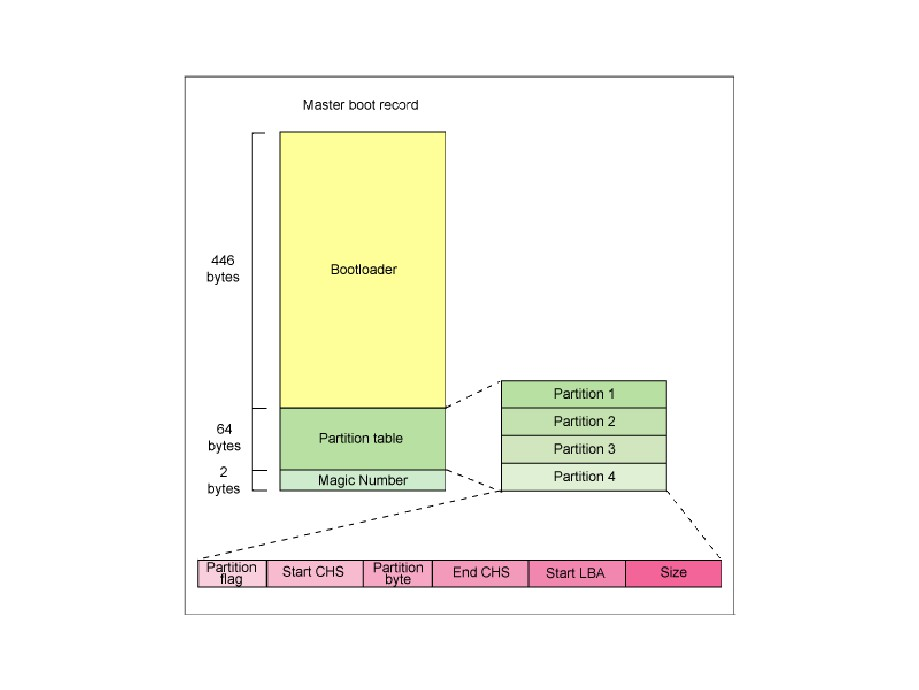 Master boot record
446
bytes
Bootloader
Partition 1
Partition 2
64
bytes
Partition table
Partition 3
2
bytes
Magic Number
Partition 4
Partition
flag
Start CHS
Partition
byte
End CHS
Start LBA
Size